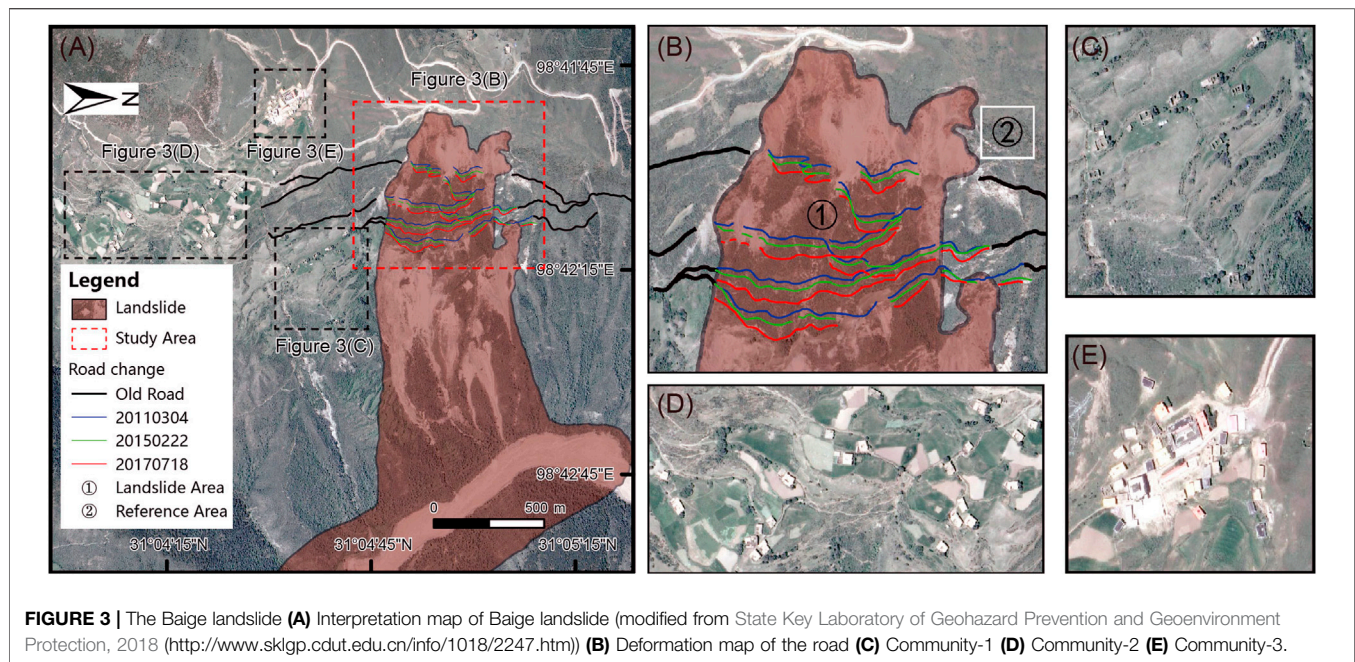 (A)
98°41'45"E
Figure 3(B)
N
Figure 3(D)
Figure 3(E)
98°42'15"E
Figure 3(C)
98°42'45"E
Legend
Landslide
Study Area
Road change
Old Road
20110304
20150222
20170718
① Landslide Area
② Reference Area
0 500 m
31°04'15"N 31°04'45"N 31°05'15"N
(B)
②
①
(C)
(D)
(E)
FIGURE 3 | The Baige landslide (A) Interpretation map of Baige landslide (modified from State Key Laboratory of Geohazard Prevention and Geoenvironment
Protection, 2018 (http://www.sklgp.cdut.edu.cn/info/1018/2247.htm)) (B) Deformation map of the road (C) Community-1 (D) Community-2 (E) Community-3.